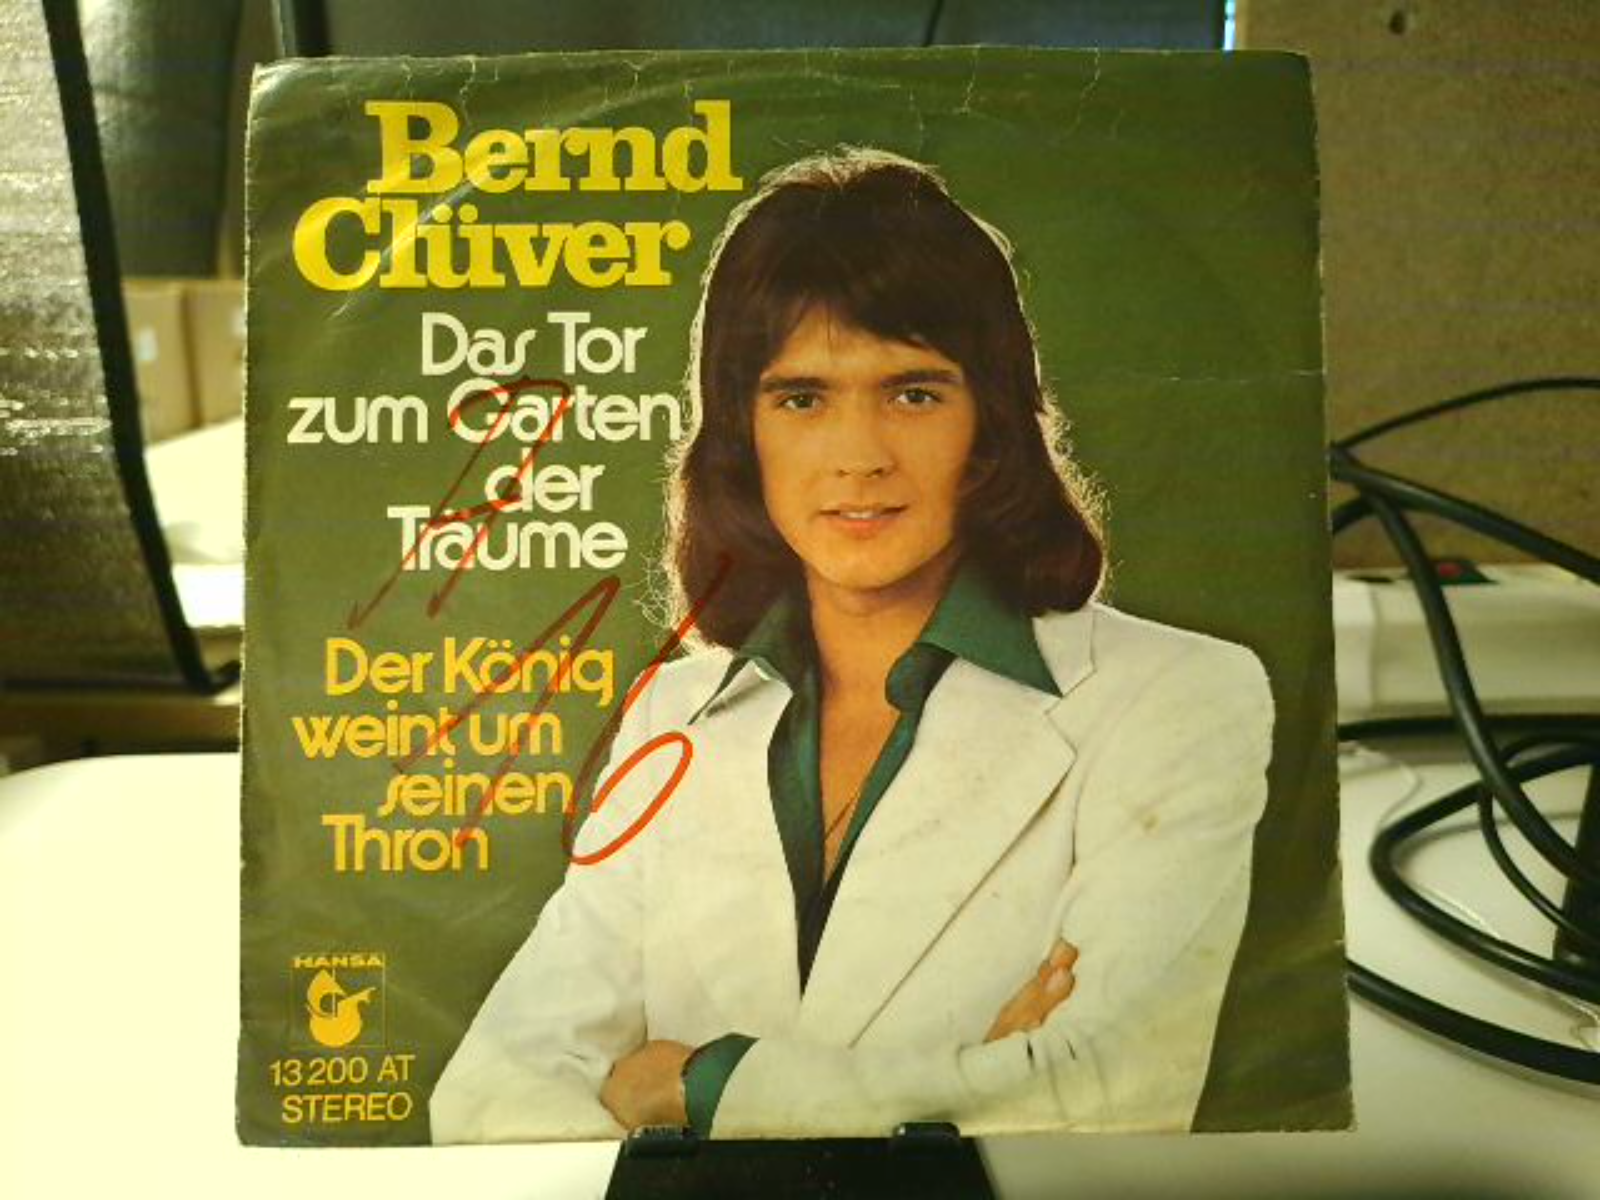 Bernd
Clüver
Das Tor
zum Garten
der
Träume
Der König
weint um
seinen
Thron
HANSA
13 200 AT
STEREO